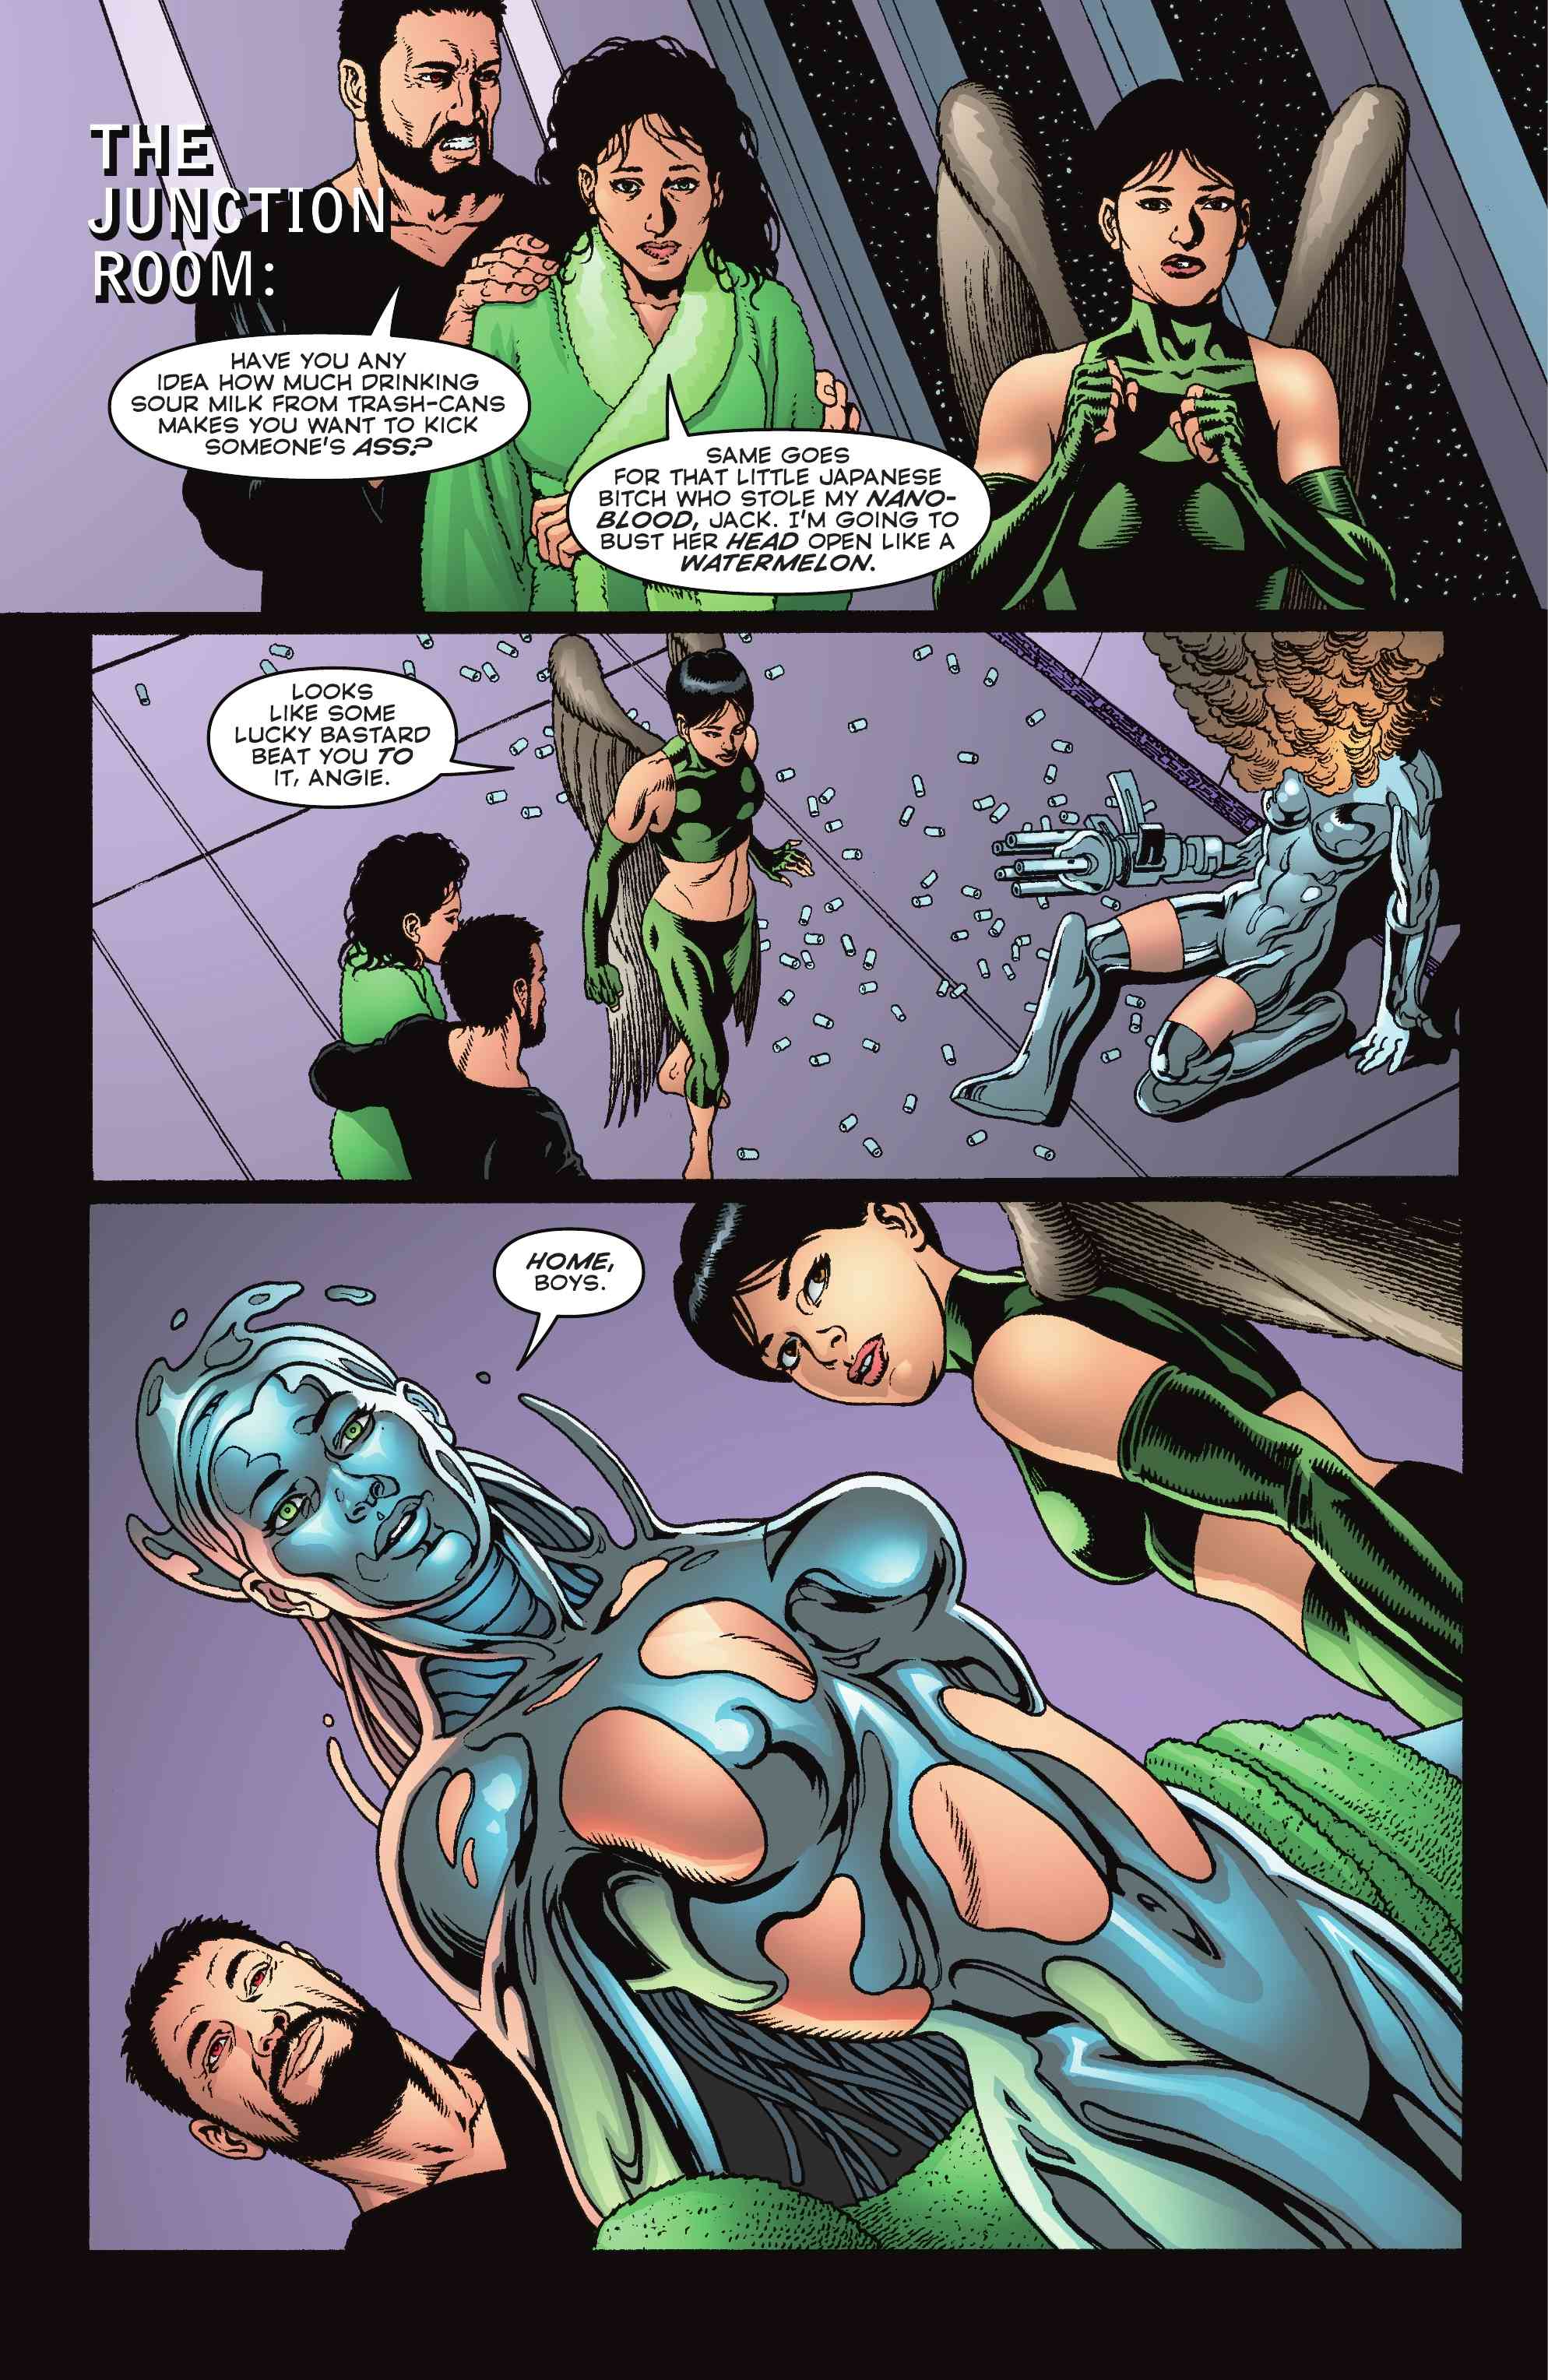 THE
JUNCTION
ROOM:
HAVE YOU ANY
IDEA HOW MUCH DRINKING
SOUR MILK FROM TRASH-CANS
MAKES YOU WANT TO KICK
SOMEONE'S ASS?
SAME GOES
FOR THAT LITTLE JAPANESE
BITCH WHO STOLE MY NANO-
BLOOD, JACK. I'M GOING TO
BUST HER HEAD OPEN LIKE A
WATERMELON.
LOOKS
LIKE SOME
LUCKY BASTARD
BEAT YOU TO
IT, ANGIE.
HOME,
BOYS.